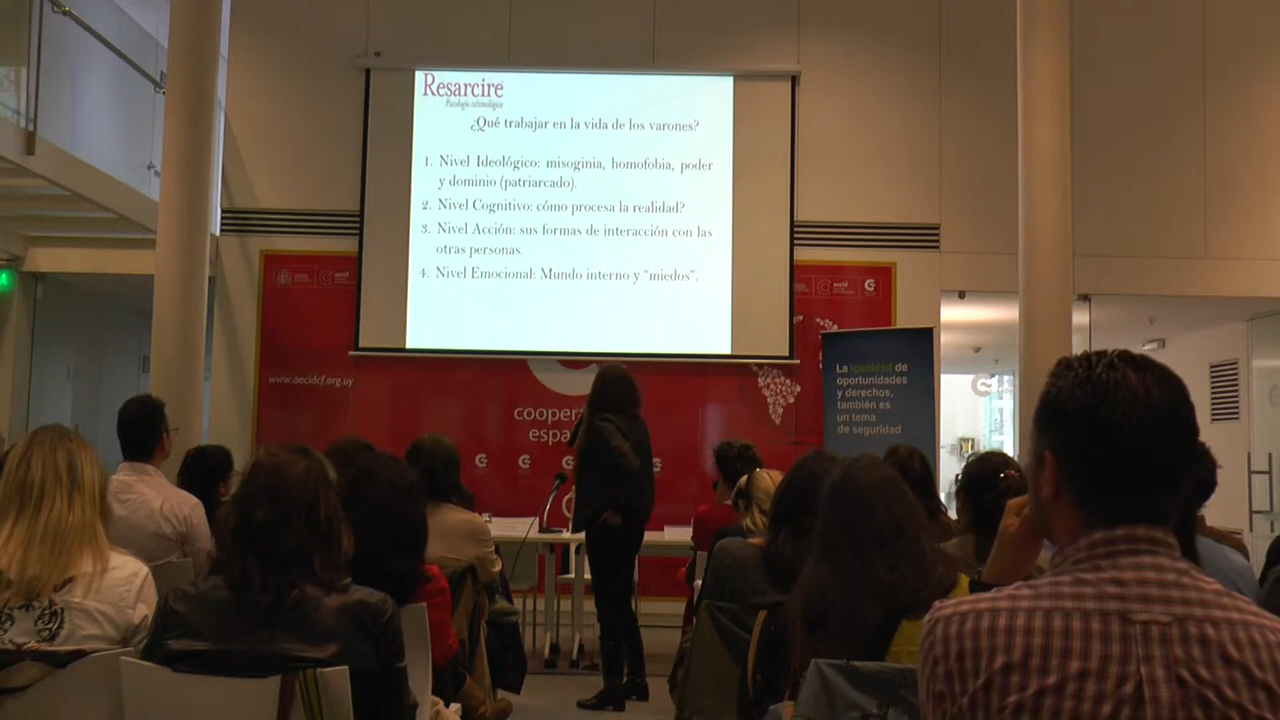 Resarcire
Psicología victimológica
¿Qué trabajar en la vida de los varones?
1. Nivel Ideológico: misoginia, homofobia, poder
y dominio (patriarcado).
2. Nivel Cognitivo: cómo procesa la realidad?
3. Nivel Acción: sus formas de interacción con las
otras personas.
4. Nivel Emocional: Mundo interno y "miedos".
aecid
aecid
www.aecidcf.org.uy
La igualdad de
oportunidades
y derechos,
también es
un tema
de seguridad